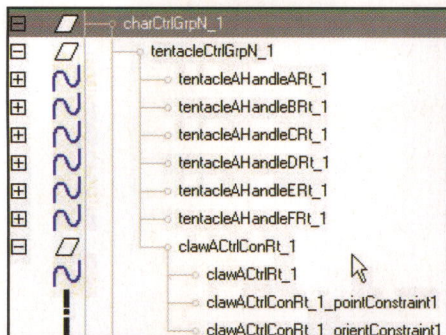 charCtrlGrpN_1
tentacleCtrlGrpN_1
tentacleAHandleARt_1
tentacleAHandleBRt_1
tentacleAHandleCRt_1
tentacleAHandleDRt_1
tentacleAHandleERt_1
tentacleAHandleFRt_1
clawACtrlConRt_1
clawACtrlRt_1
clawACtrlConRt_1_pointConstraint1
clawACtrlConRt_1_orientConstraint1